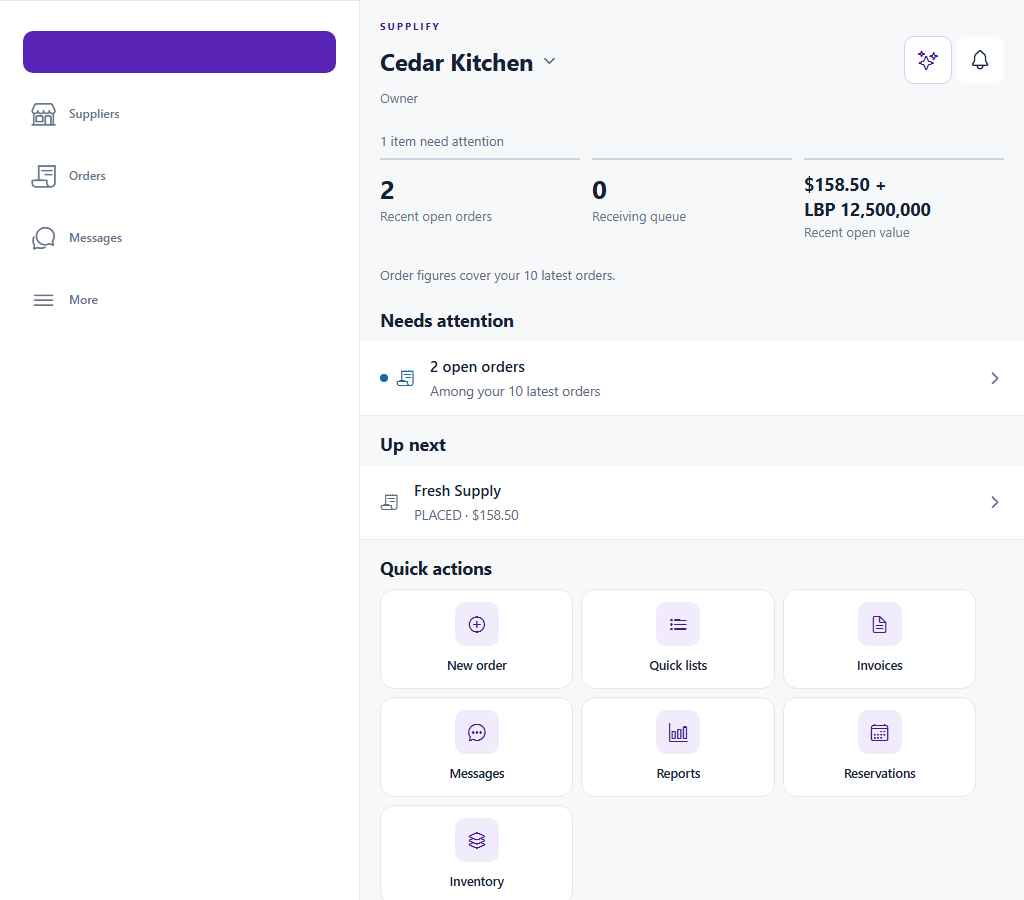 Suppliers
Orders
Messages
More
SUPPLIFY
Cedar Kitchen
Owner
1 item need attention
2
Recent open orders
0
Receiving queue
$158.50 +
LBP 12,500,000
Recent open value
Order figures cover your 10 latest orders.
Needs attention
2 open orders
Among your 10 latest orders
Up next
Fresh Supply
PLACED · $158.50
Quick actions
New order
Quick lists
Invoices
Messages
Reports
Reservations
Inventory